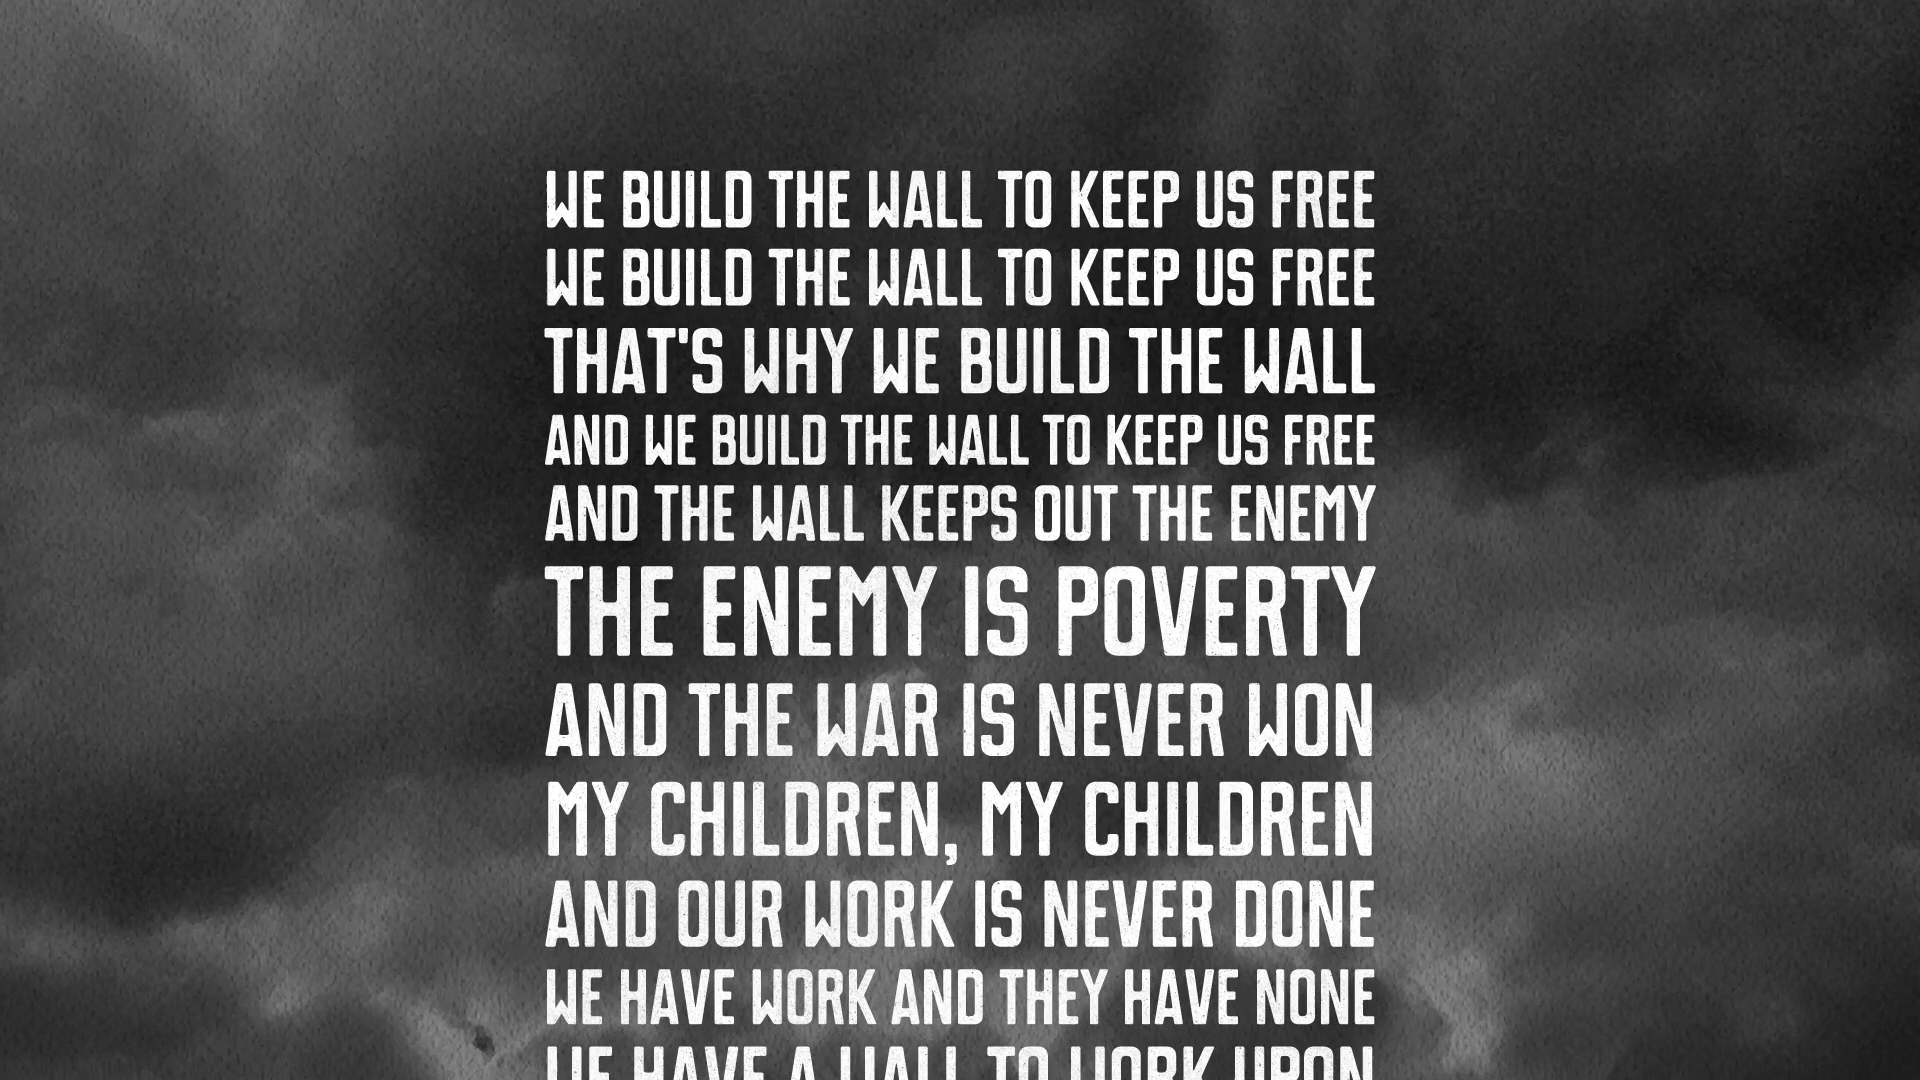 WE BUILD THE WALL TO KEEP US FREE
WE BUILD THE WALL TO KEEP US FREE
THAT'S WHY WE BUILD THE WALL
AND WE BUILD THE WALL TO KEEP US FREE
AND THE WALL KEEPS OUT THE ENEMY
THE ENEMY IS POVERTY
AND THE WAR IS NEVER WON
MY CHILDREN, MY CHILDREN
AND OUR WORK IS NEVER DONE
WE HAVE WORK AND THEY HAVE NONE
WE HAVE A WALL TO WORK UPON